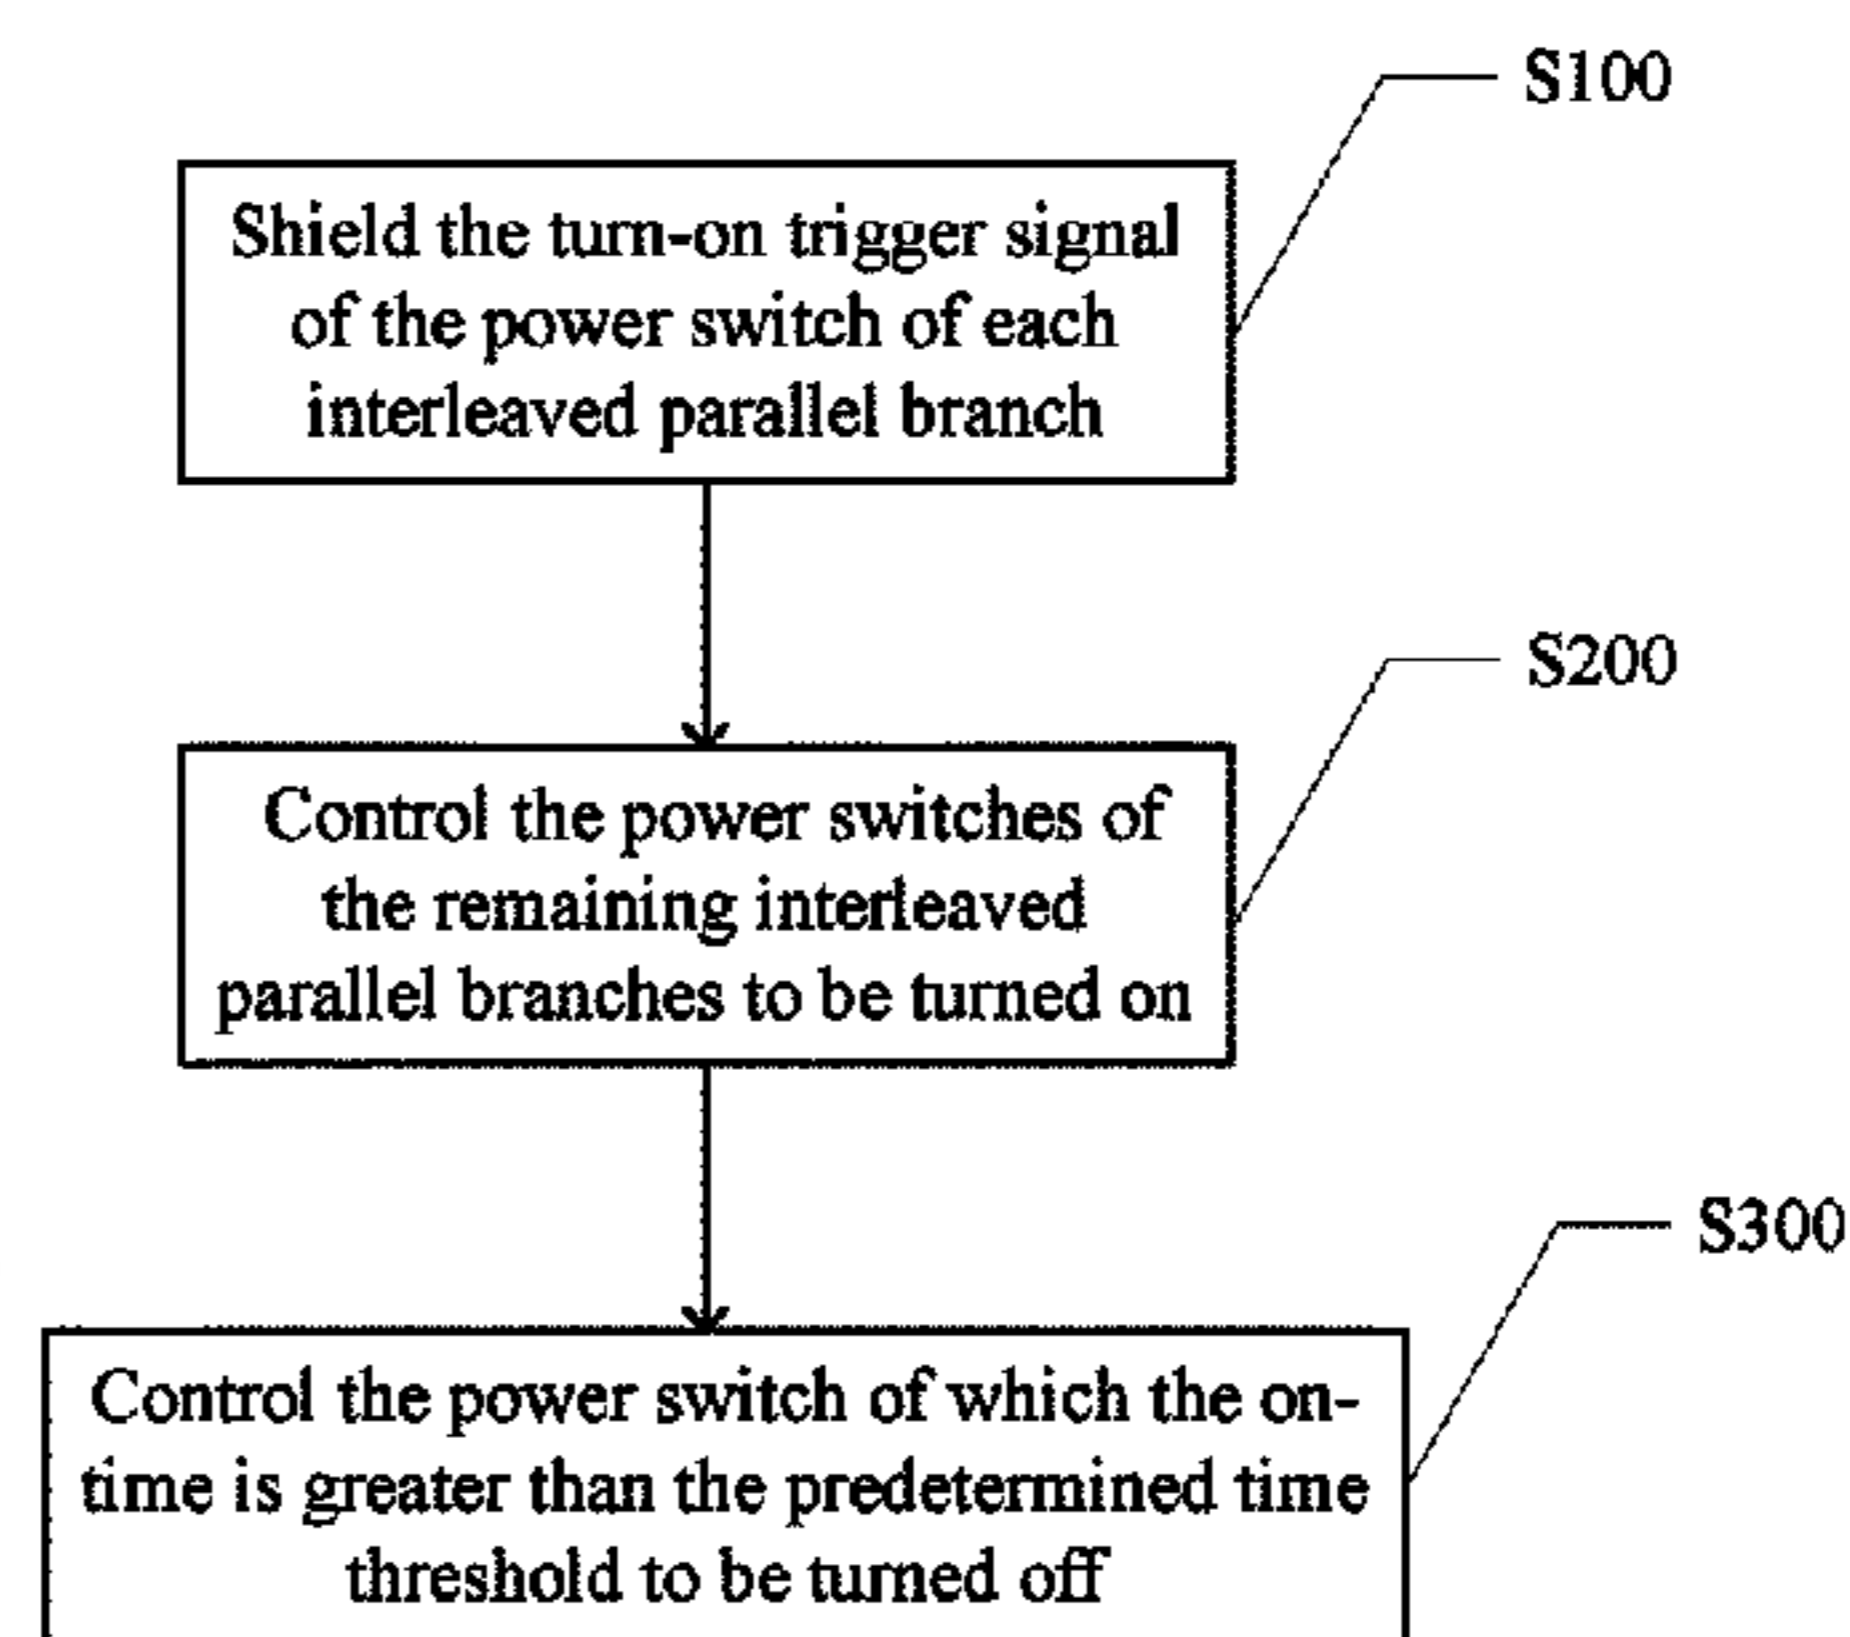 S100
Shield the turn-on trigger signal
of the power switch of each
interleaved parallel branch
S200
Control the power switches of
the remaining interleaved
parallel branches to be turned on
S300
Control the power switch of which the on-
time is greater than the predetermined time
threshold to be turned off